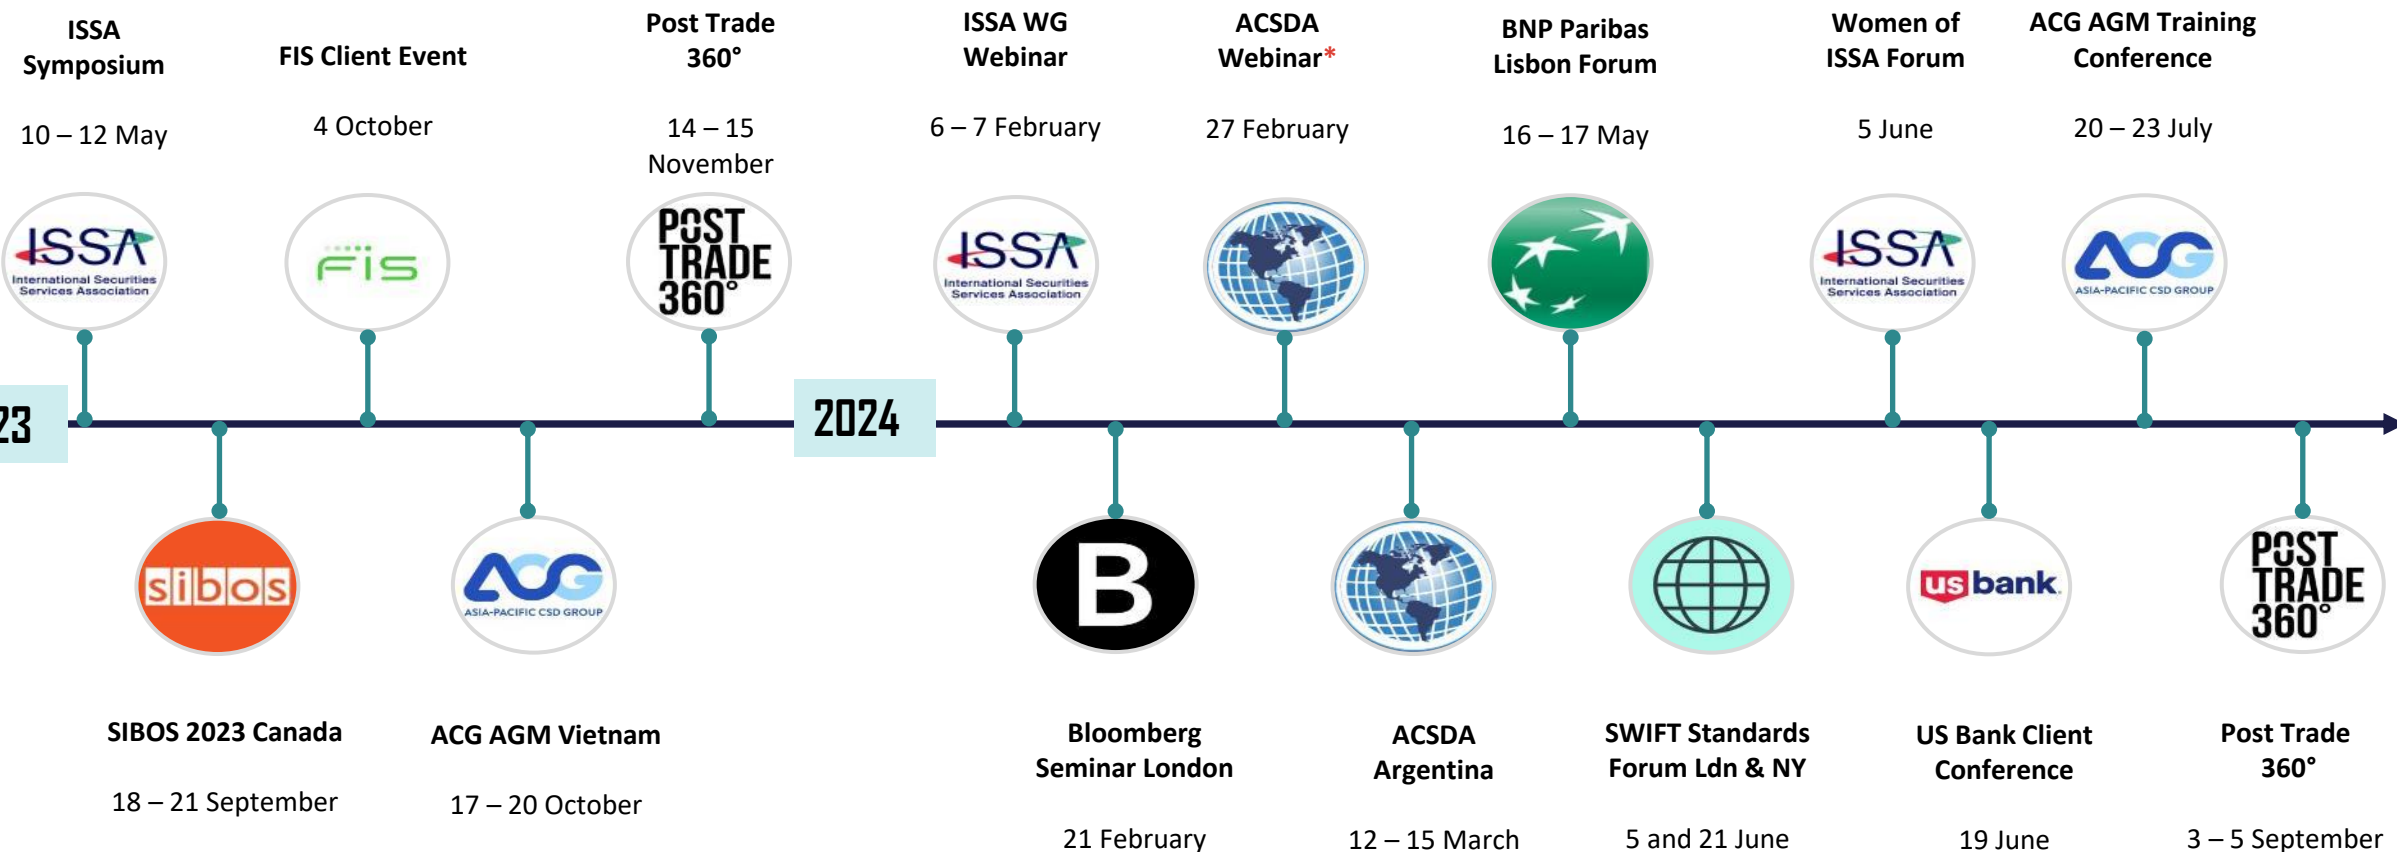 ISSA
Symposium
10 – 12 May
FIS Client Event
4 October
Post Trade
360°
14 – 15
November
ISSA WG
Webinar
6 – 7 February
ACSDA
Webinar*
27 February
BNP Paribas
Lisbon Forum
16 – 17 May
Women of
ISSA Forum
5 June
ACG AGM Training
Conference
20 – 23 July
ISSA
International Securities
Services Association
FIS
POST
TRADE
360°
ISSA
International Securities
Services Association
ISSA
International Securities
Services Association
ACG
ASIA-PACIFIC CSD GROUP
23
2024
sibos
ACG
ASIA-PACIFIC CSD GROUP
B
usbank.
POST
TRADE
360°
SIBOS 2023 Canada
18 – 21 September
ACG AGM Vietnam
17 – 20 October
Bloomberg
Seminar London
21 February
ACSDA
Argentina
12 – 15 March
SWIFT Standards
Forum Ldn & NY
5 and 21 June
US Bank Client
Conference
19 June
Post Trade
360°
3 – 5 September